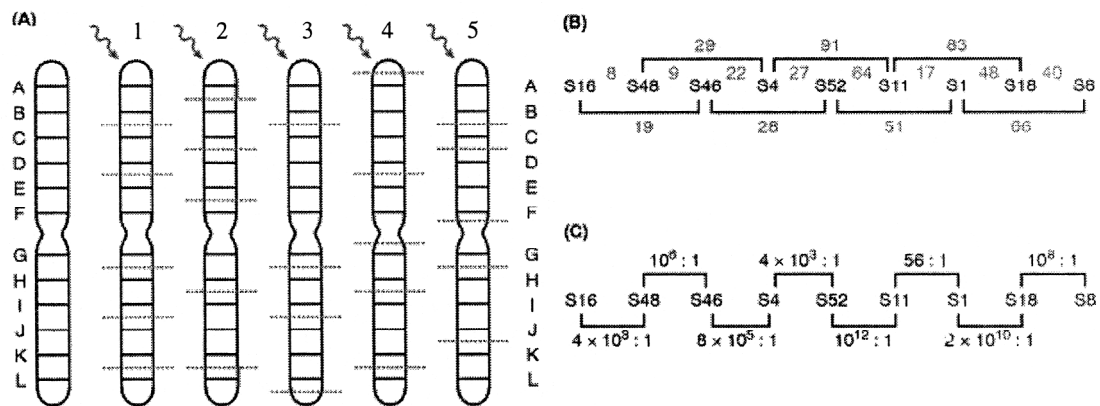 (A)
1 2 3 4 5
A A
B B
C C
D D
E E
F F
G G
H H
I I
J J
K K
L L
(B)
29 91 83
8 9 22 27 64 17 48 40
S16 S48 S46 S4 S52 S11 S1 S18 S8
19 28 51 66
(C)
10⁶ : 1 4 × 10³ : 1 56 : 1 10⁸ : 1
S16 S48 S46 S4 S52 S11 S1 S18 S8
4 × 10³ : 1 8 × 10⁵ : 1 10¹² : 1 2 × 10¹⁰ : 1